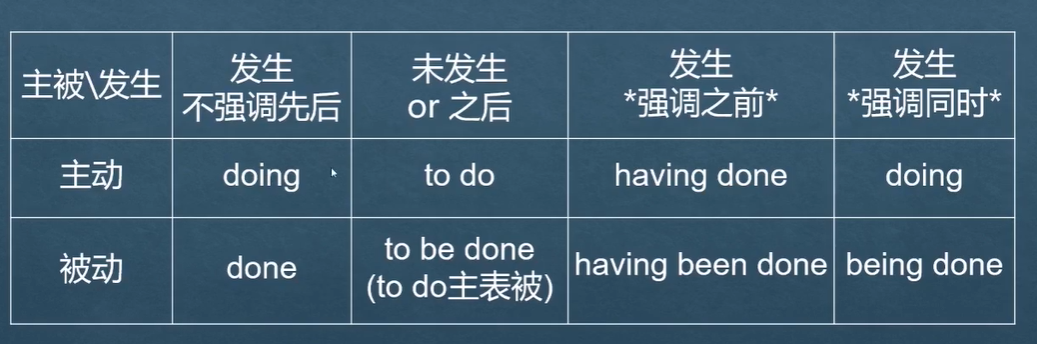 主被\发生
发生
不强调先后
未发生
or 之后
发生
*强调之前*
发生
*强调同时*
主动
doing
to do
having done
doing
被动
done
to be done
(to do主表被)
having been done
being done